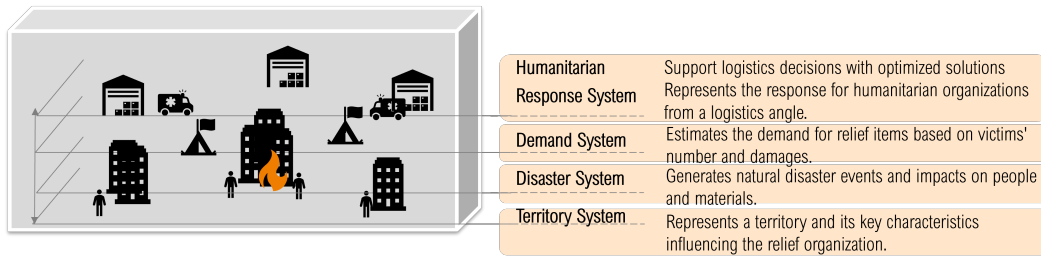 Humanitarian
Response System
Support logistics decisions with optimized solutions
Represents the response for humanitarian organizations
from a logistics angle.
Demand System
Estimates the demand for relief items based on victims'
number and damages.
Disaster System
Generates natural disaster events and impacts on people
and materials.
Territory System
Represents a territory and its key characteristics
influencing the relief organization.